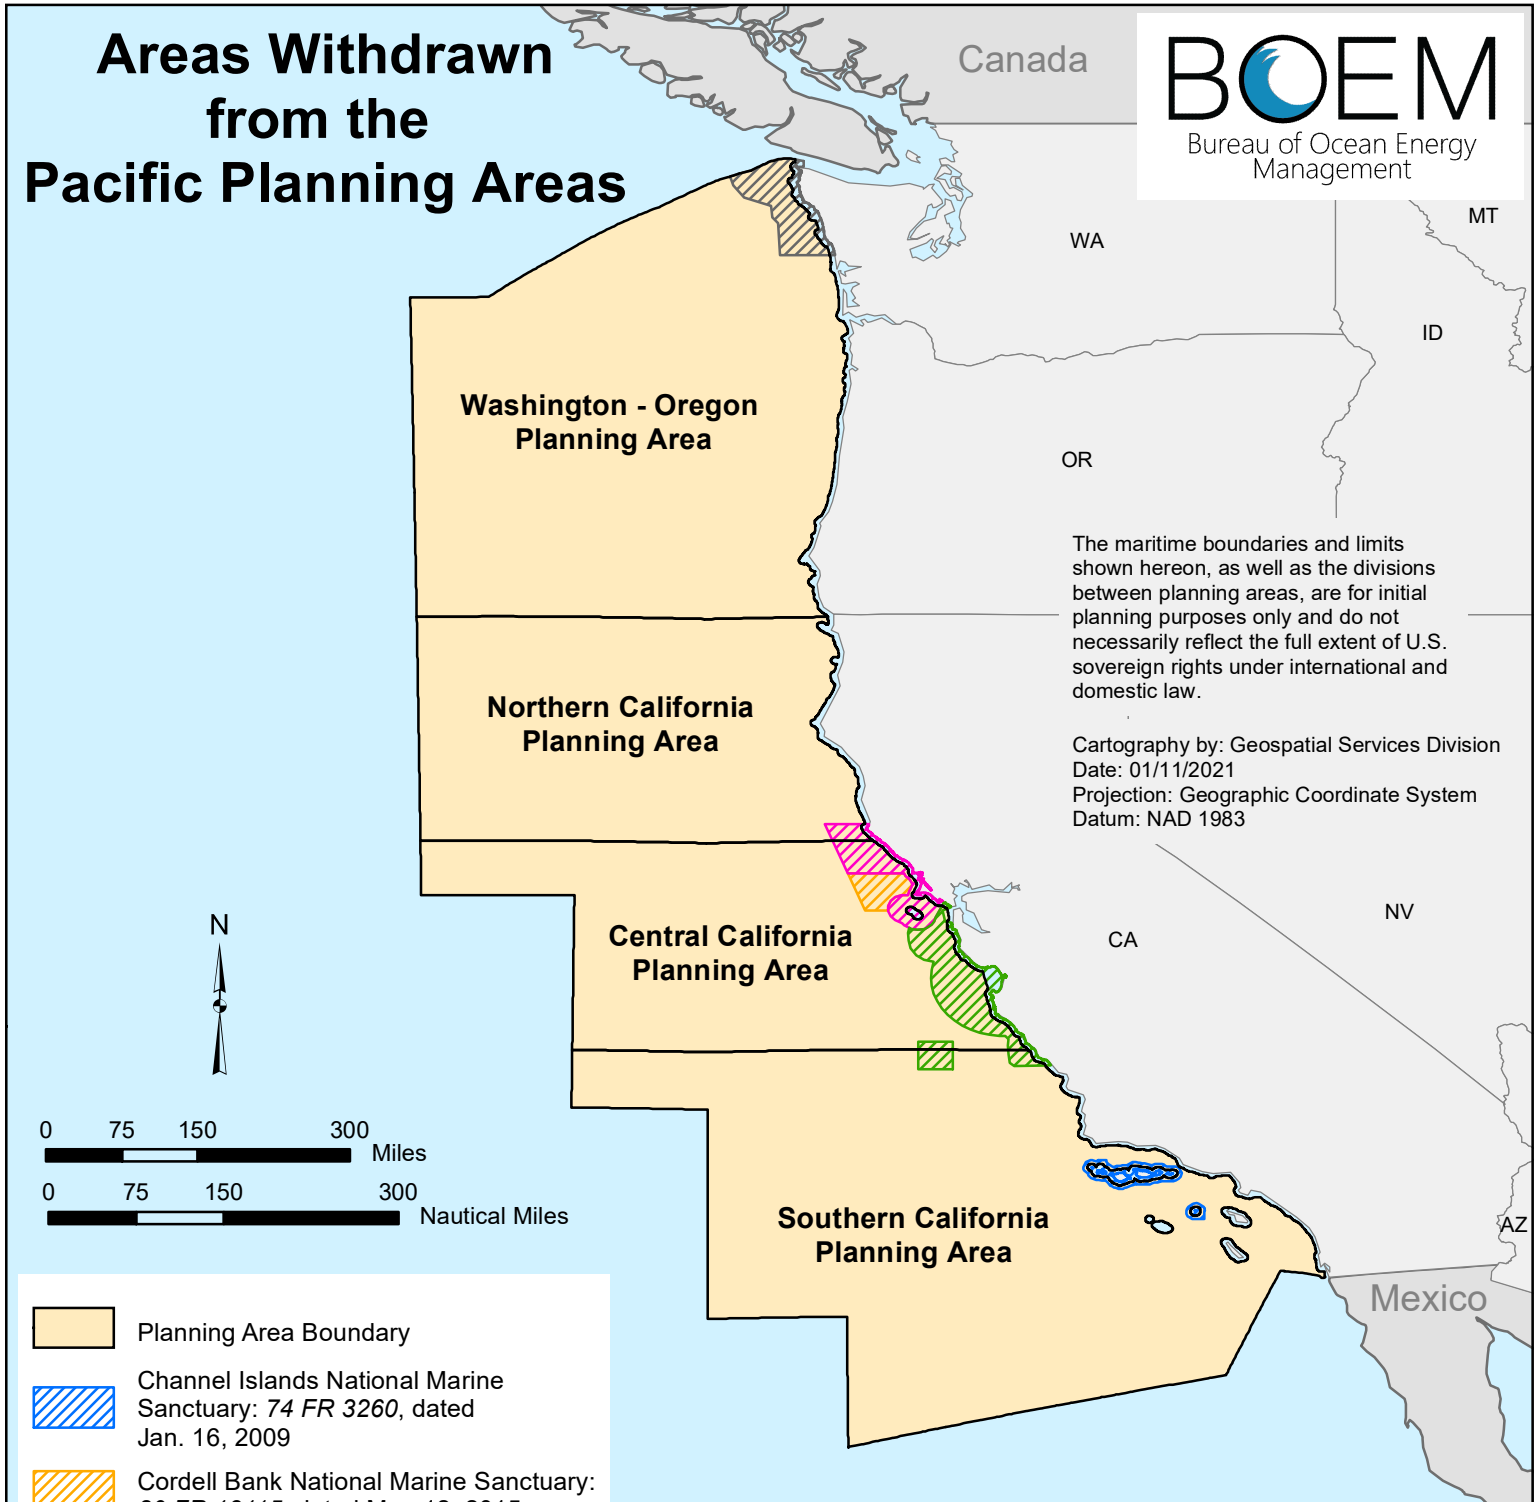 Areas Withdrawn
from the
Pacific Planning Areas
Canada
BOEM
Bureau of Ocean Energy
Management
MT
WA
ID
Washington - Oregon
Planning Area
OR
The maritime boundaries and limits
shown hereon, as well as the divisions
between planning areas, are for initial
planning purposes only and do not
necessarily reflect the full extent of U.S.
sovereign rights under international and
domestic law.
Northern California
Planning Area
Cartography by: Geospatial Services Division
Date: 01/11/2021
Projection: Geographic Coordinate System
Datum: NAD 1983
N
NV
CA
Central California
Planning Area
0 75 150 300
Miles
0 75 150 300
Nautical Miles
Southern California
Planning Area
AZ
Mexico
Planning Area Boundary
Channel Islands National Marine
Sanctuary: 74 FR 3260, dated
Jan. 16, 2009
Cordell Bank National Marine Sanctuary: